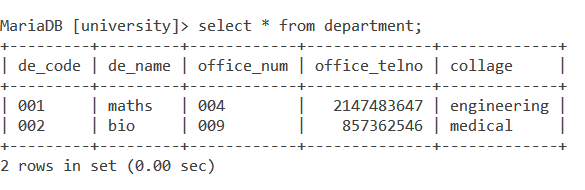 MariaDB [university]> select * from department;
+---------+---------+------------+--------------+-------------+
| de_code | de_name | office_num | office_telno | collage     |
+---------+---------+------------+--------------+-------------+
| 001     | maths   | 004        |   2147483647 | engineering |
| 002     | bio     | 009        |    857362546 | medical     |
+---------+---------+------------+--------------+-------------+
2 rows in set (0.00 sec)